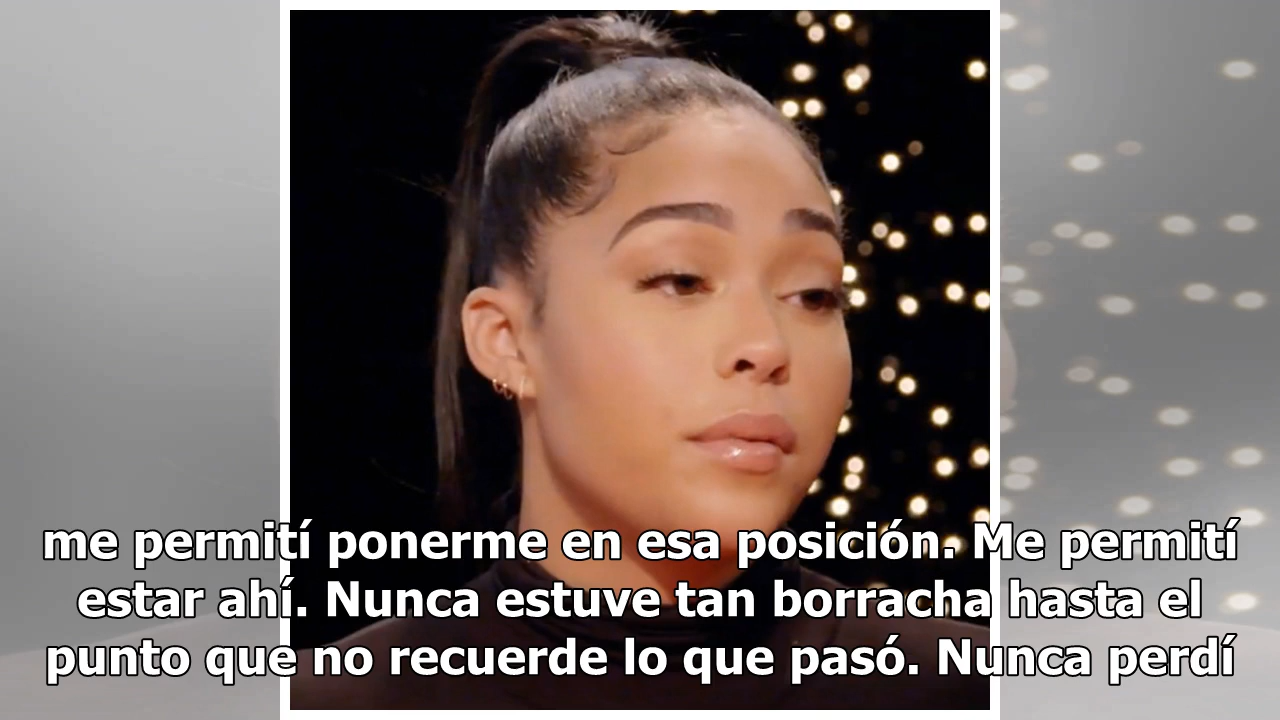 me permití ponerme en esa posición. Me permití
estar ahí. Nunca estuve tan borracha hasta el
punto que no recuerde lo que pasó. Nunca perdí